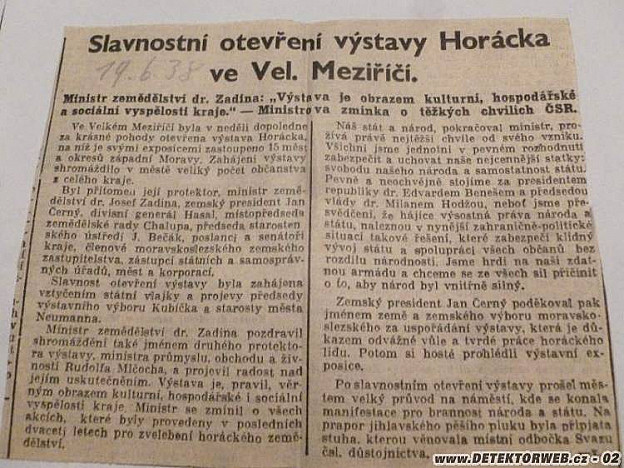 Slavnostní otevření výstavy Horácka
ve Vel. Meziříčí.
19.6.38
Ministr zemědělství dr. Zadina: „Výstava je obrazem kulturní, hospodářské
a sociální vyspělosti kraje.“ — Ministrova zmínka o těžkých chvílích ČSR.
Ve Velkém Meziříčí byla v neděli dopoledne
za krásné pohody otevřena výstava Horácka,
na níž je svými exposicemi zastoupeno 15 měst
a okresů západní Moravy. Zahájení výstavy
shromáždilo v městě veliký počet občanstva
z celého kraje.
Byl přítomen její protektor, ministr země-
dělství dr. Josef Zadina, zemský president Jan
Černý, divisní generál Hasal, místopředseda
zemědělské rady Chalupa, předseda starosten-
ského ústředí J. Bečák, poslanci a senátoři
kraje, členové moravskoslezského zemského
zastupitelstva, zástupci státních a samospráv-
ných úřadů, měst a korporací.
Slavnost otevření výstavy byla zahájena
vztyčením státní vlajky a projevy předsedy
výstavního výboru Kubíčka a starosty města
Neumanna.
Ministr zemědělství dr. Zadina pozdravil
shromáždění také jménem druhého protekto-
ra výstavy, ministra průmyslu, obchodu a živ-
ností Rudolfa Mlčocha, a projevil radost nad
jejím uskutečněním. Výstava je, pravil, věr-
ným obrazem kulturní, hospodářské i sociální
vyspělosti kraje. Ministr se zmínil o všech
akcích, které byly provedeny v posledních
dvaceti letech pro zvelebení horáckého země-
dělství.
Náš stát a národ, pokračoval ministr, pro-
žívá právě nejtěžší chvíle od svého vzniku.
Všichni jsme jednotni v pevném rozhodnutí
zabezpečit a uchovat naše nejcennější statky:
svobodu našeho národa a samostatnost státu.
Pevně a neochvějně stojíme za presidentem
republiky dr. Edvardem Benešem a předsedou
vlády dr. Milanem Hodžou, neboť jsme pře-
svědčeni, že hájíce výsostná práva národa a
státu, naleznou v nynější zahraničně-politické
situaci takové řešení, které zabezpečí klidný
vývoj státu a spolupráci všech občanů bez
rozdílu národnosti. Jsme hrdi na naši zda-
tnou armádu a chceme se ze všech sil přičinit
o to, aby národ byl vnitřně silný.
Zemský president Jan Černý poděkoval pak
jménem země a zemského výboru moravsko-
slezského za uspořádání výstavy, která je dů-
kazem odvážné vůle a tvrdé práce horáckého
lidu. Potom si hosté prohlédli výstavní ex-
posice.
Po slavnostním otevření výstavy prošel mě-
stem velký průvod na náměstí, kde se konala
manifestace pro brannost národa a státu. Na
prapor jihlavského pěšího pluku byla připjata
stuha, kterou věnovala místní odbočka Svazu
čsl. důstojnictva.
WWW.DETEKTORWEB.cz - 02